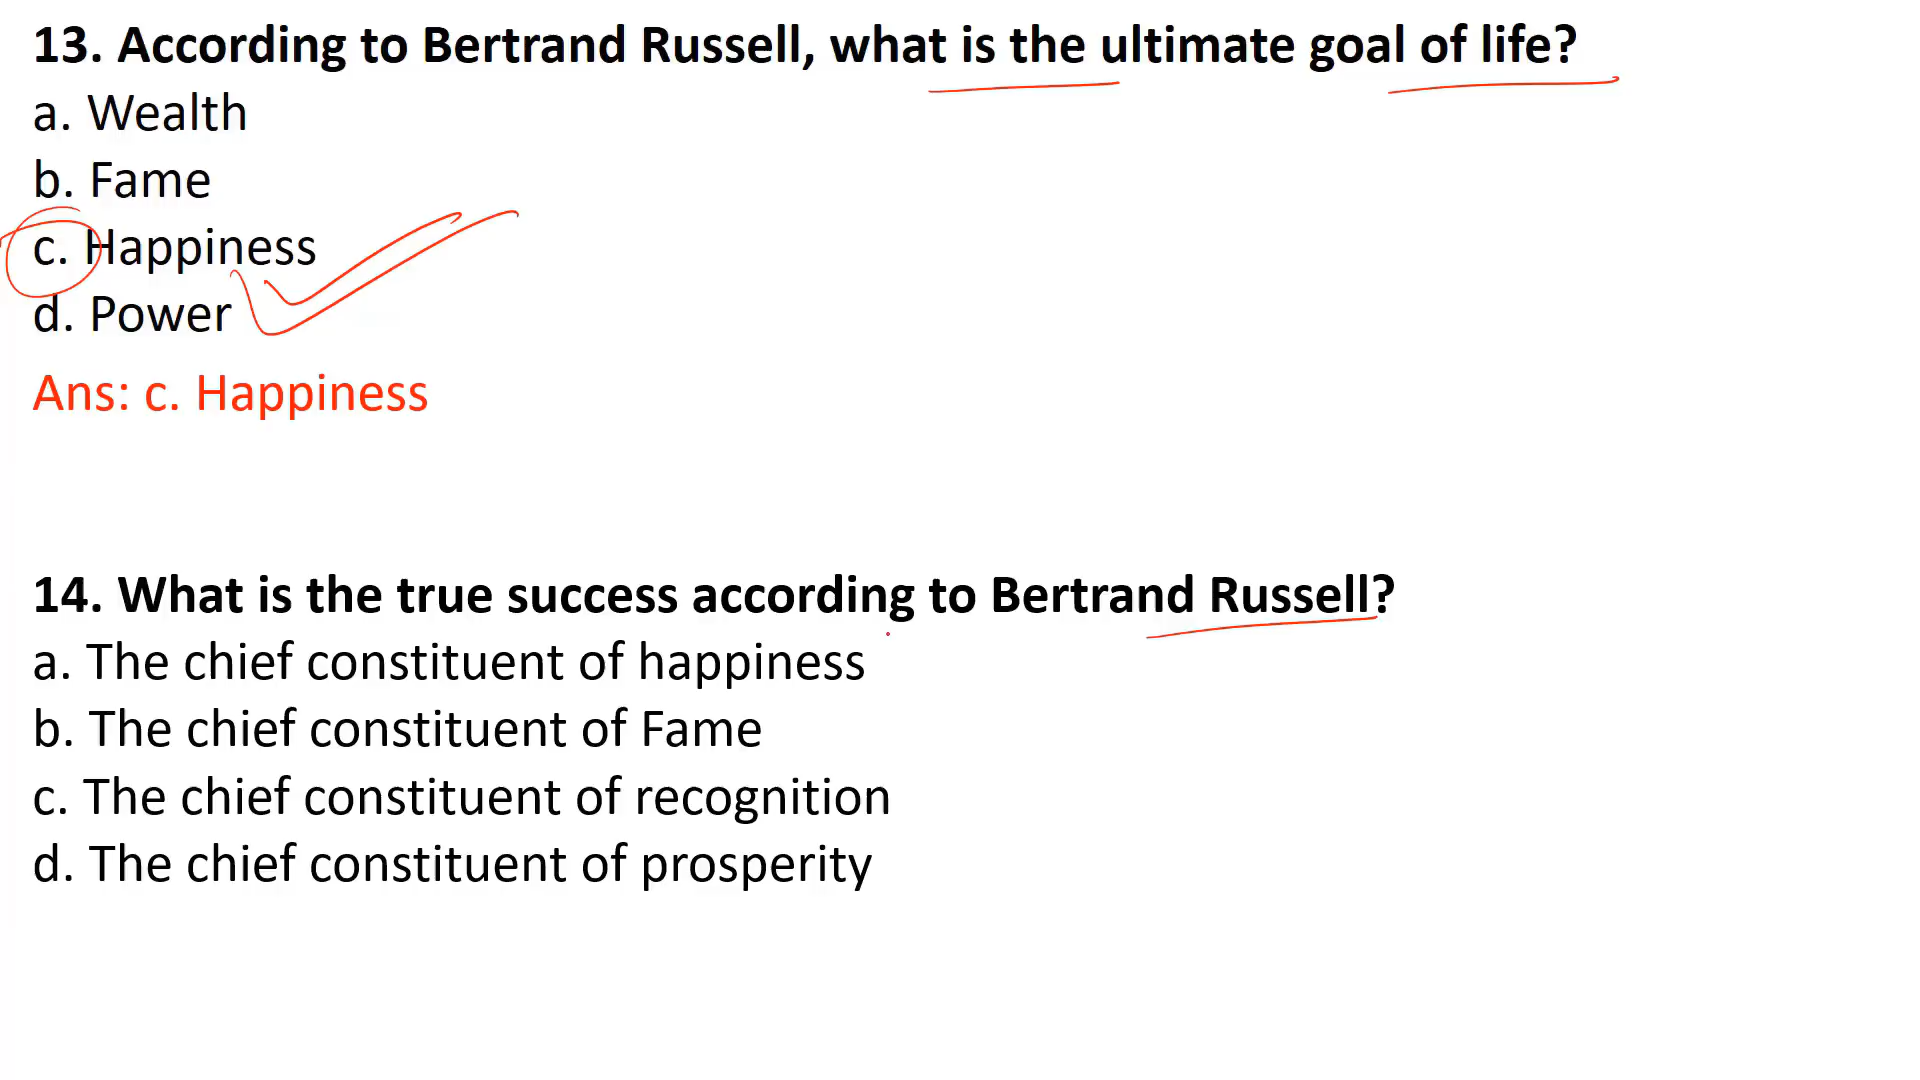 13. According to Bertrand Russell, what is the ultimate goal of life?
a. Wealth
b. Fame
c. Happiness
d. Power
Ans: c. Happiness
14. What is the true success according to Bertrand Russell?
a. The chief constituent of happiness
b. The chief constituent of Fame
c. The chief constituent of recognition
d. The chief constituent of prosperity